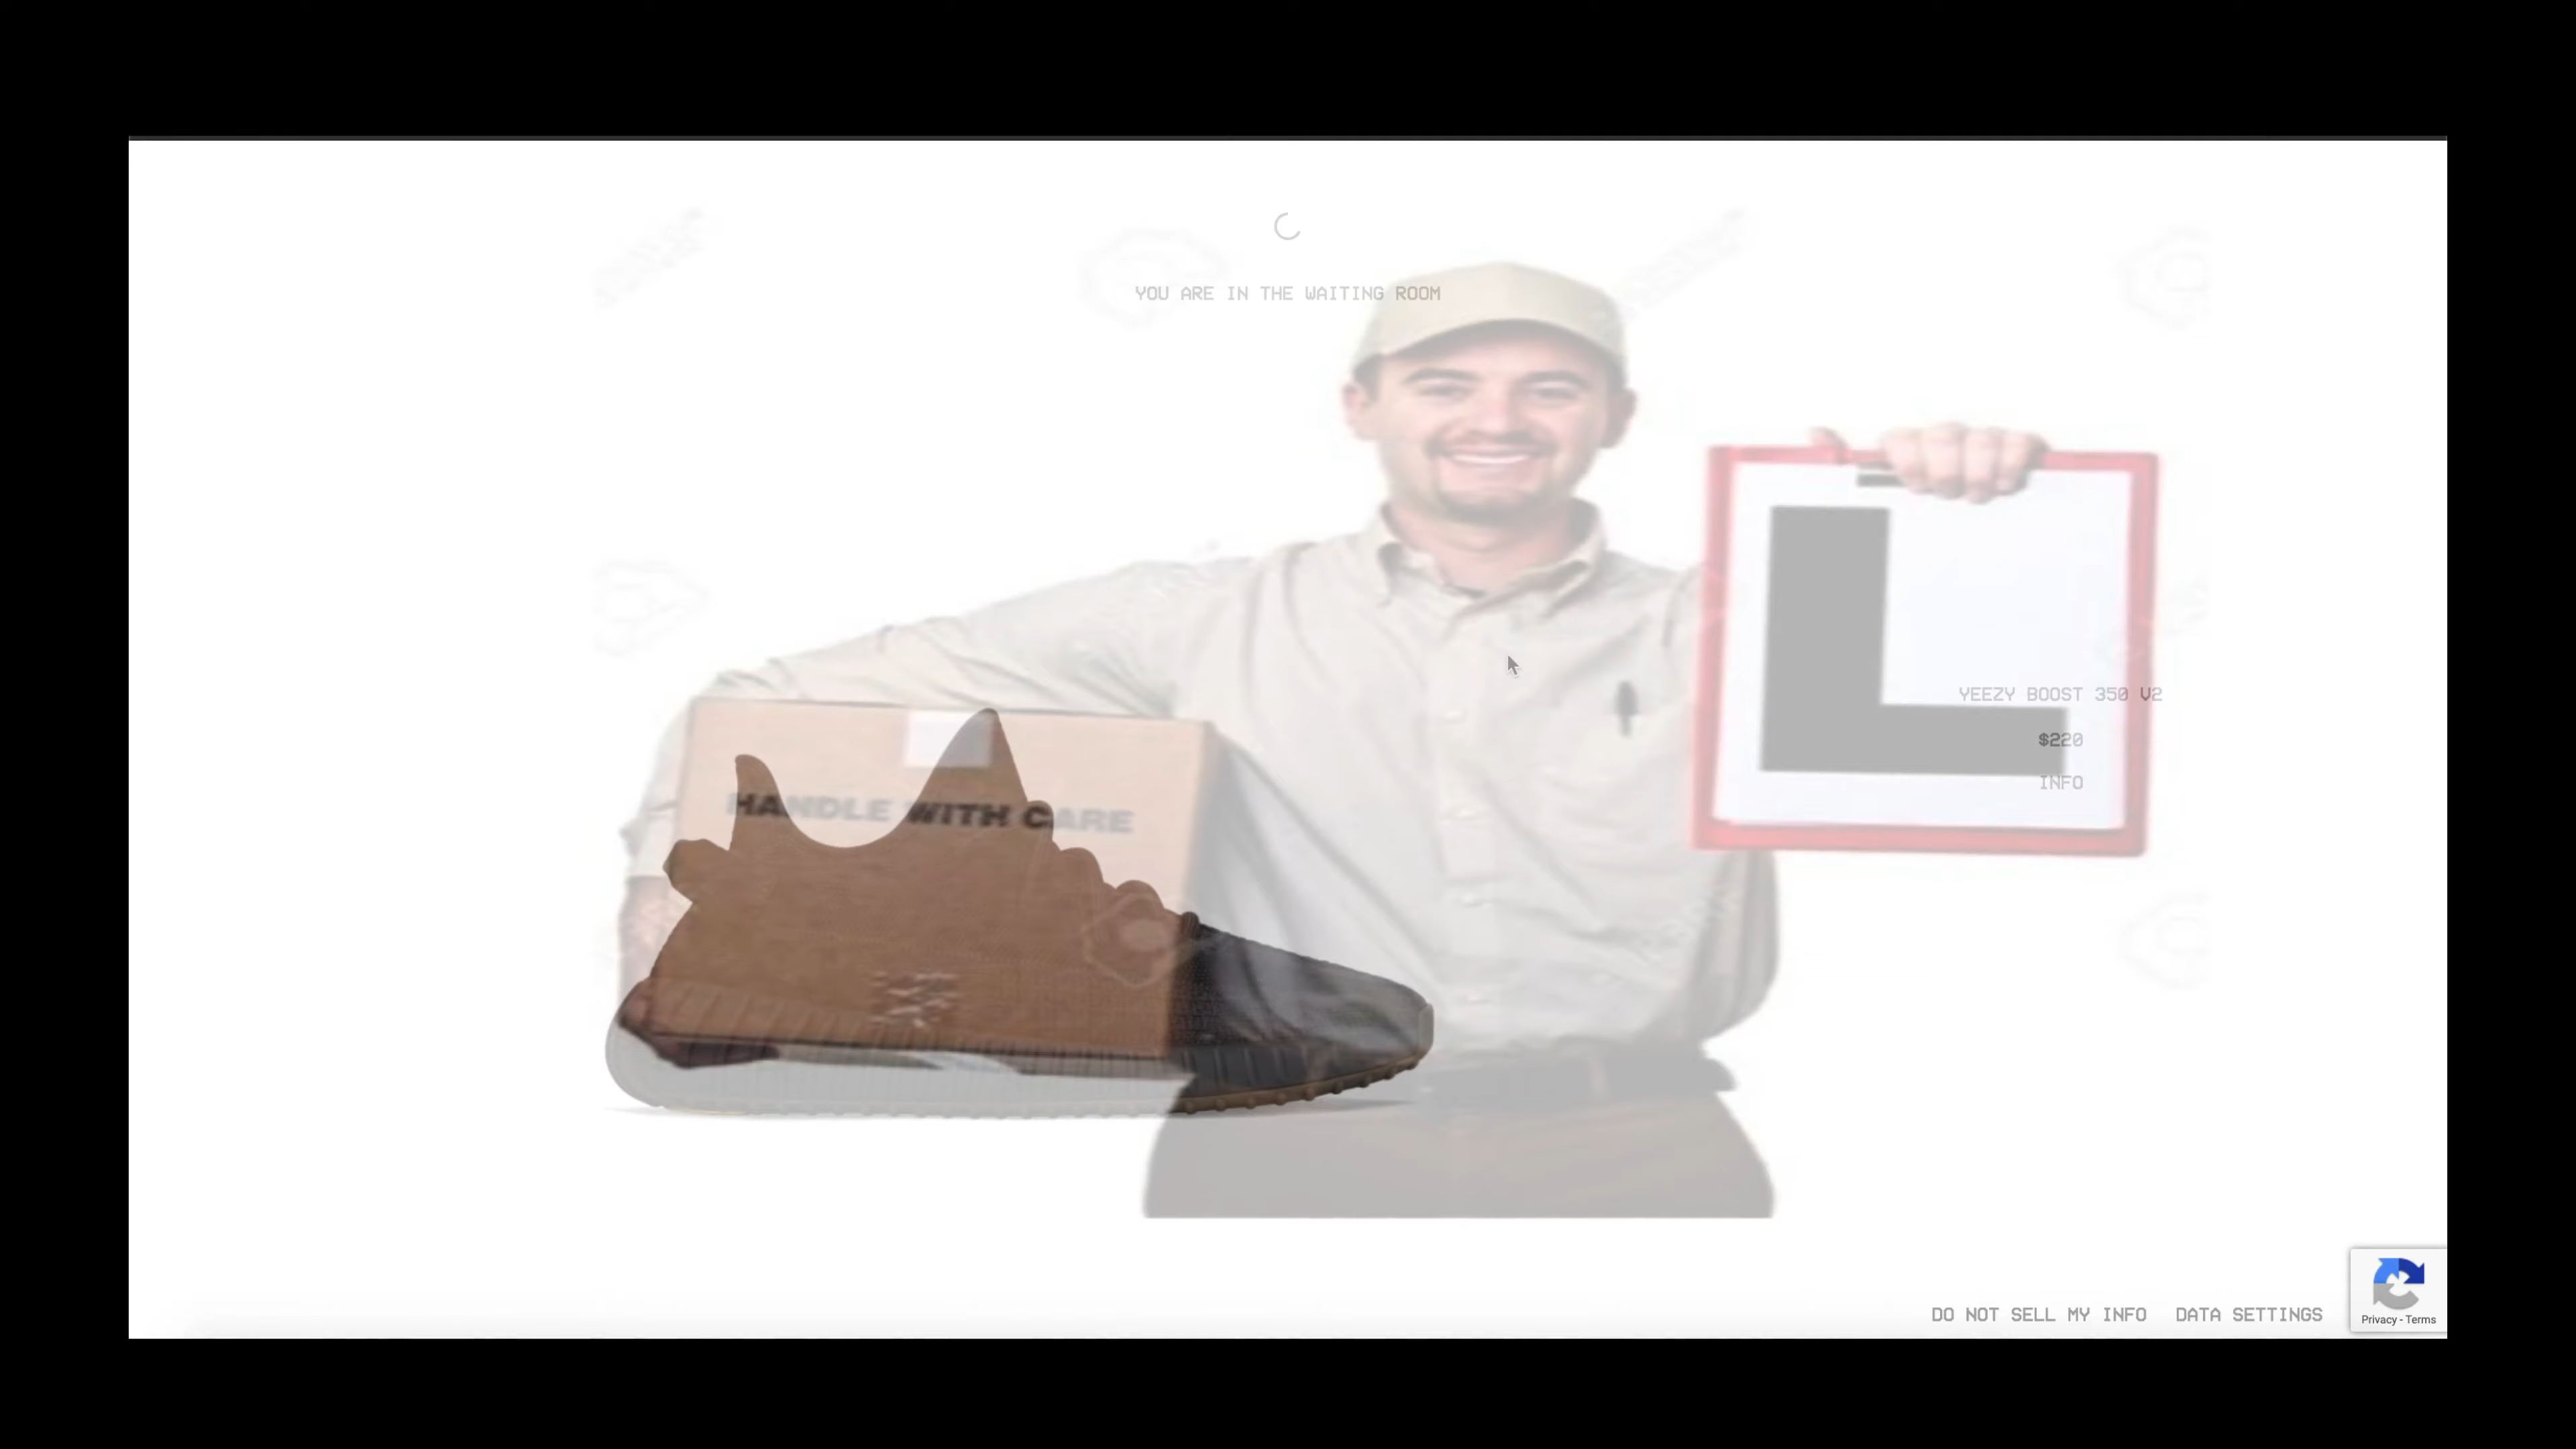 YOU ARE IN THE WAITING ROOM
L
YEEZY BOOST 350 V2
$220
INFO
HANDLE WITH CARE
DO NOT SELL MY INFO DATA SETTINGS
Privacy - Terms